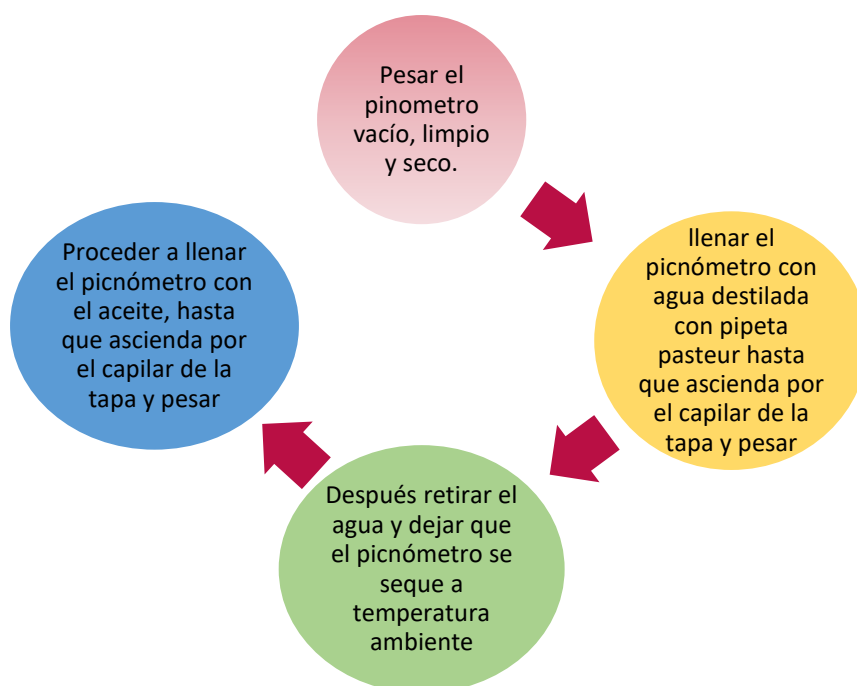 Pesar el
pinometro
vacío, limpio
y seco.
llenar el
picnómetro con
agua destilada
con pipeta
pasteur hasta
que ascienda por
el capilar de la
tapa y pesar
Después retirar el
agua y dejar que
el picnómetro se
seque a
temperatura
ambiente
Proceder a llenar
el picnómetro con
el aceite, hasta
que ascienda por
el capilar de la
tapa y pesar